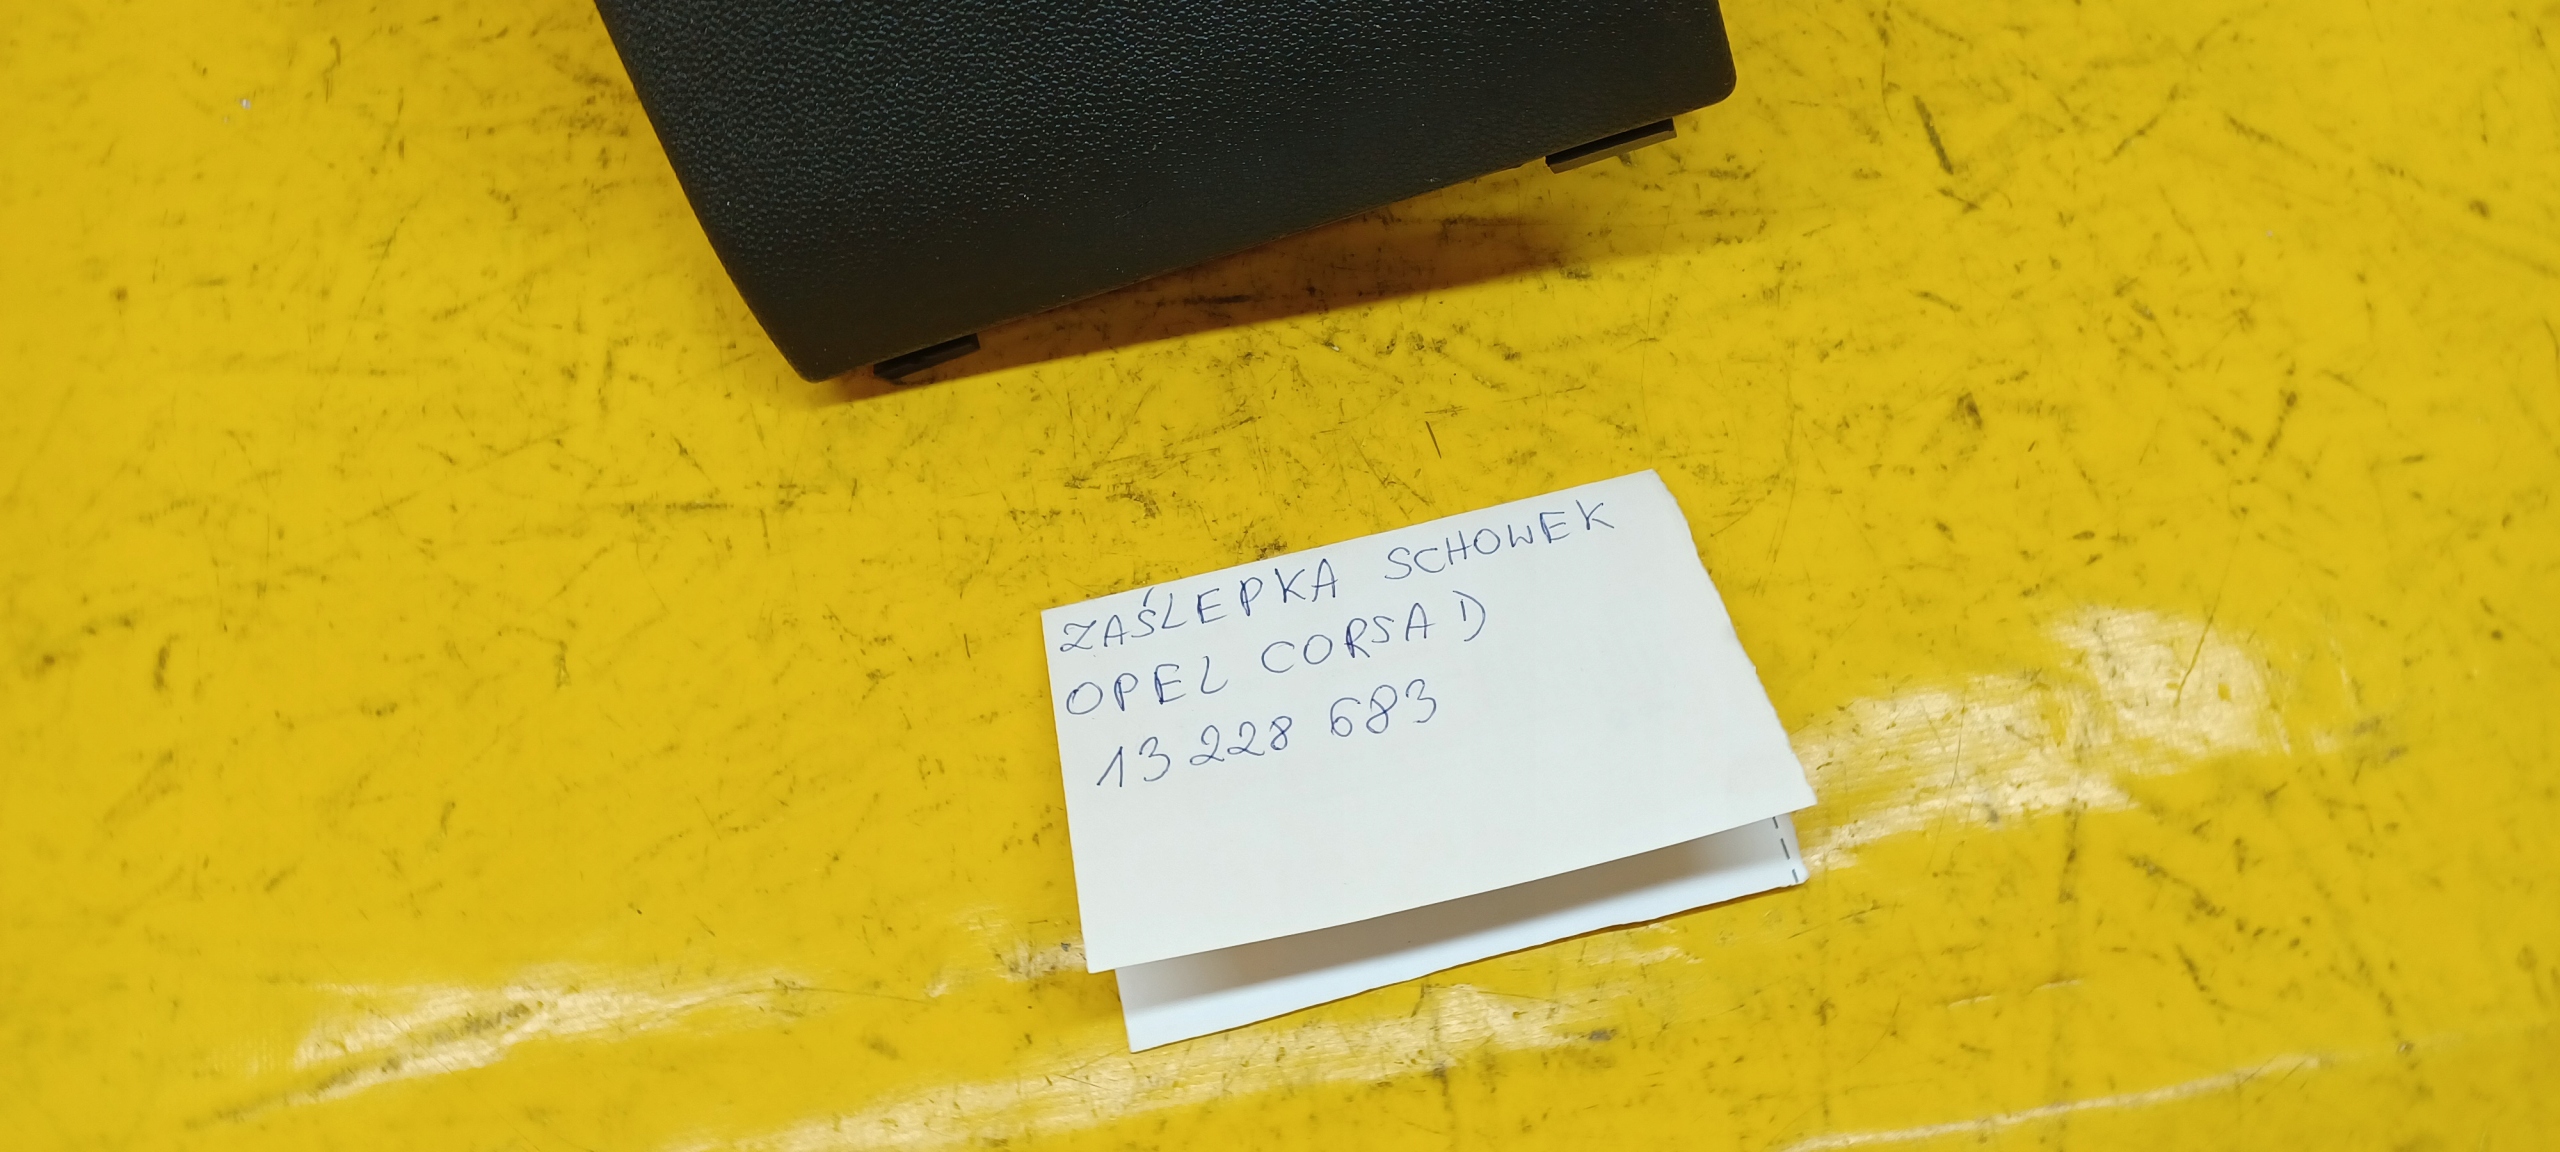 ZAŚLEPKA SCHOWEK
OPEL CORSA D
13 228 683